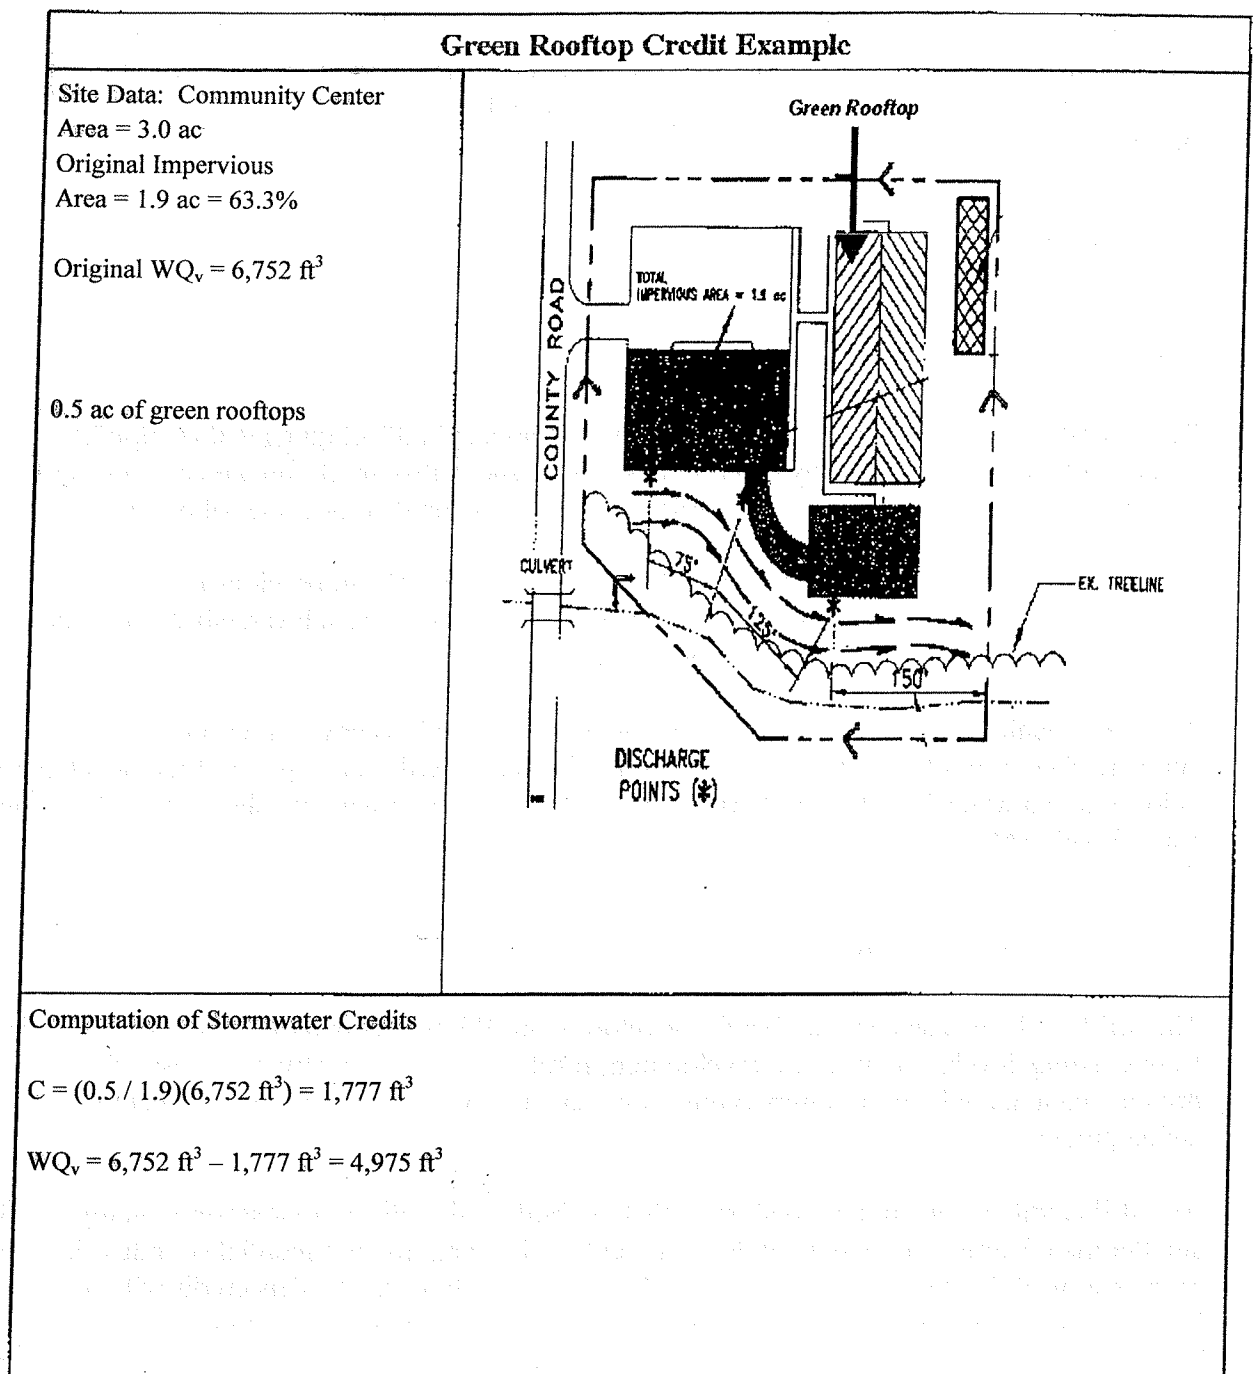 Green Rooftop Credit Example
Site Data: Community Center
Area = 3.0 ac
Original Impervious
Area = 1.9 ac = 63.3%
Original WQᵥ = 6,752 ft³
0.5 ac of green rooftops
Green Rooftop
TOTAL
IMPERVIOUS AREA = 1.9 ac
COUNTY ROAD
CULVERT
75'
125'
150'
EX. TREELINE
DISCHARGE
POINTS (*)
Computation of Stormwater Credits
C = (0.5 / 1.9)(6,752 ft³) = 1,777 ft³
WQᵥ = 6,752 ft³ – 1,777 ft³ = 4,975 ft³